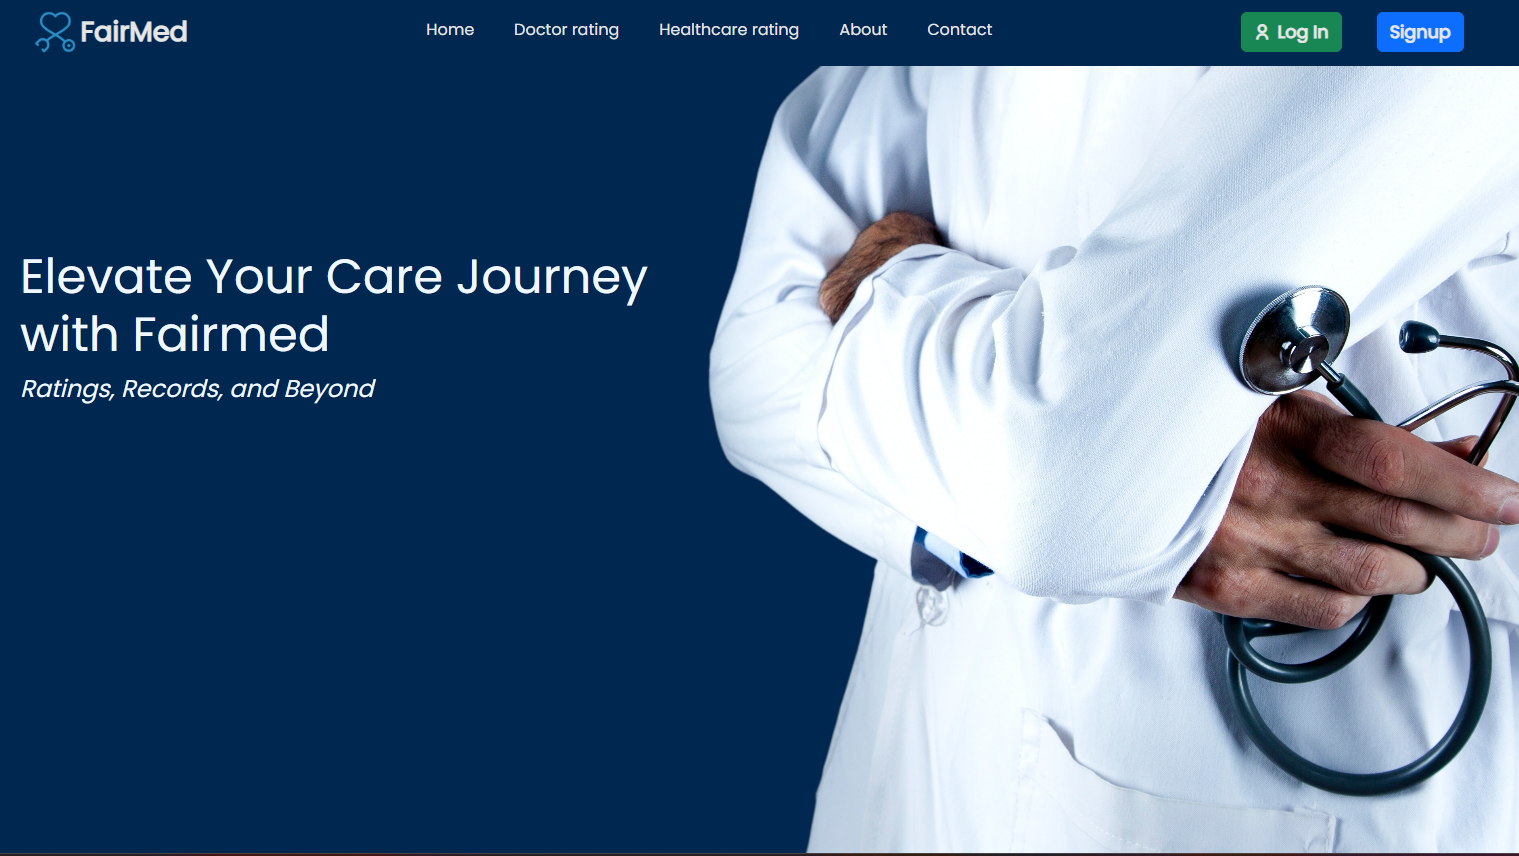 FairMed
Home
Doctor rating
Healthcare rating
About
Contact
Log In
Signup
Elevate Your Care Journey
with Fairmed
Ratings, Records, and Beyond